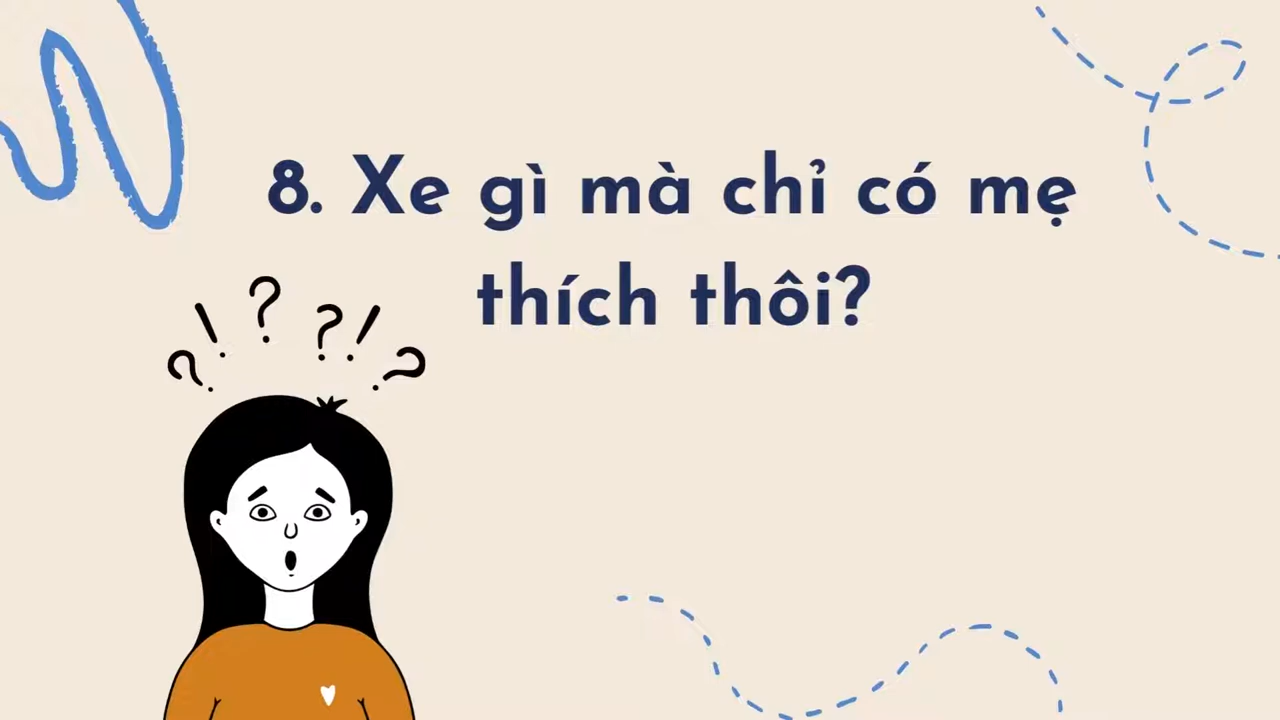 8. Xe gì mà chỉ có mẹ
thích thôi?